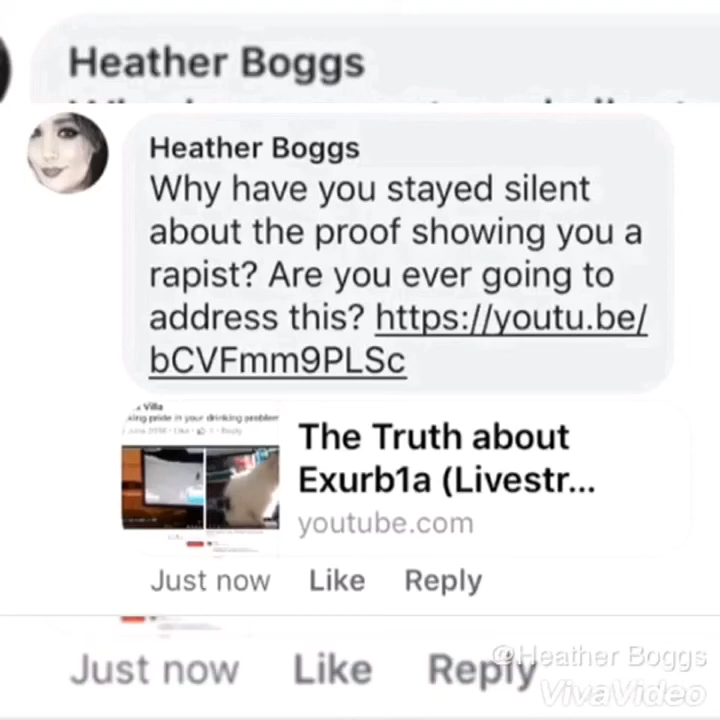 Heather Boggs
Heather Boggs
Why have you stayed silent
about the proof showing you a
rapist? Are you ever going to
address this? https://youtu.be/
bCVFmm9PLSc
Villa
king pride in your drinking problem
The Truth about
Exurb1a (Livestr...
youtube.com
Just now Like Reply
Just now Like Reply
@Heather Boggs
VivaVideo